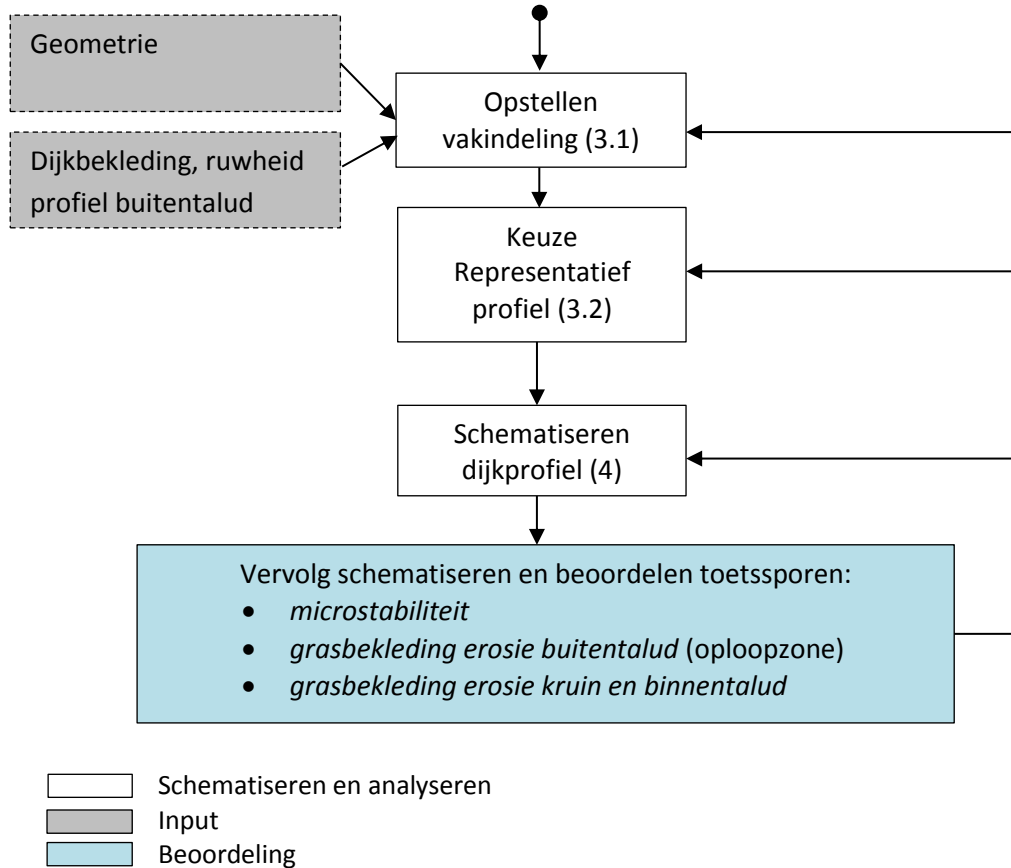 Geometrie
Dijkbekleding, ruwheid
profiel buitentalud
Opstellen
vakindeling (3.1)
Keuze
Representatief
profiel (3.2)
Schematiseren
dijkprofiel (4)
Vervolg schematiseren en beoordelen toetssporen:
• microstabiliteit
• grasbekleding erosie buitentalud (oploopzone)
• grasbekleding erosie kruin en binnentalud
Schematiseren en analyseren
Input
Beoordeling